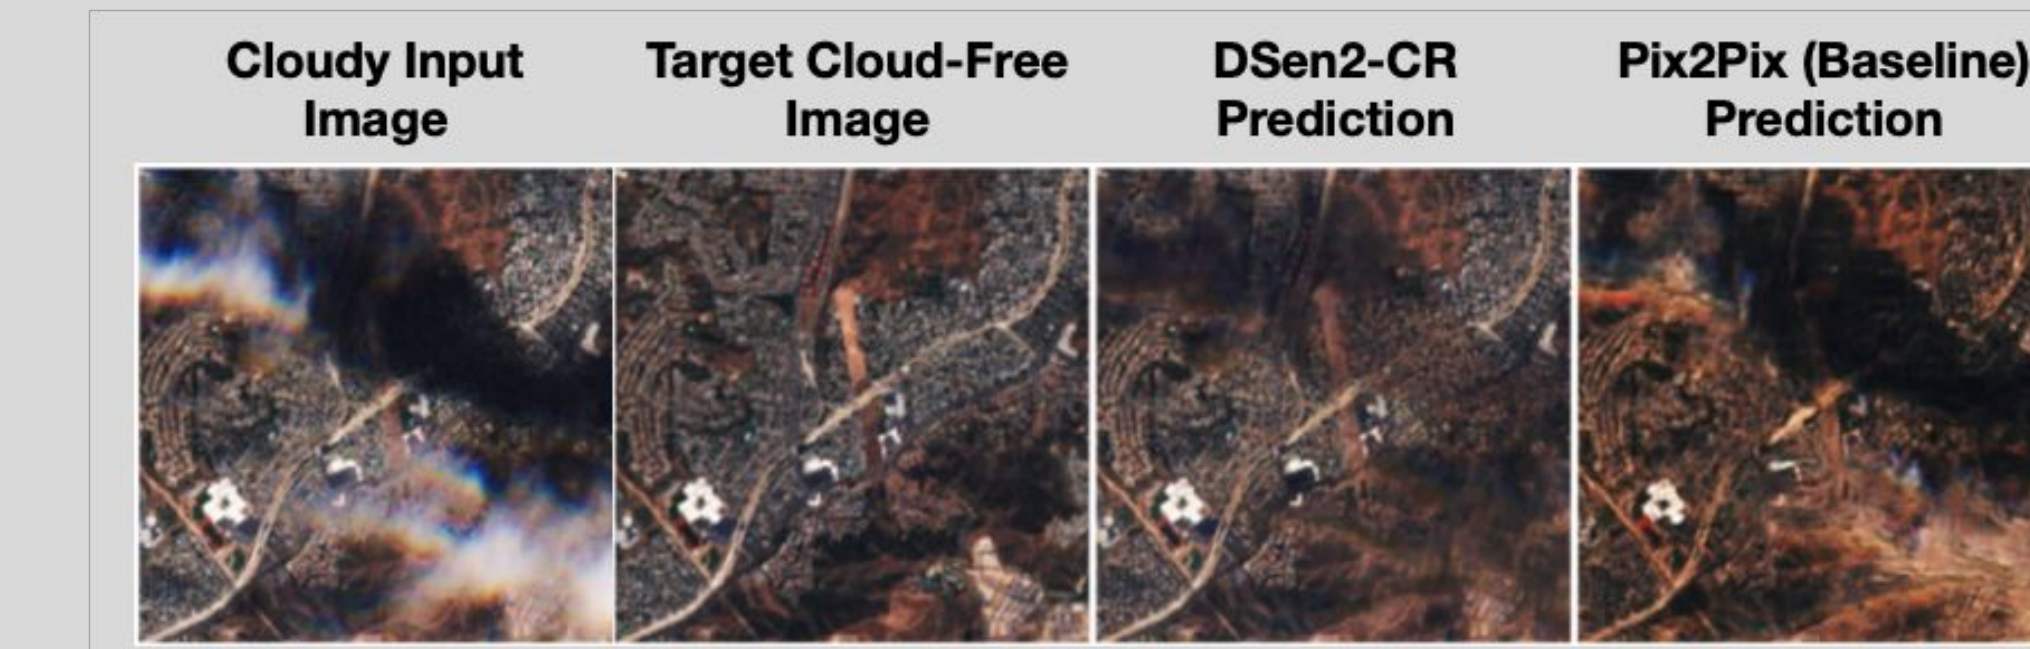 Cloudy Input
Image
Target Cloud-Free
Image
DSen2-CR
Prediction
Pix2Pix (Baseline)
Prediction